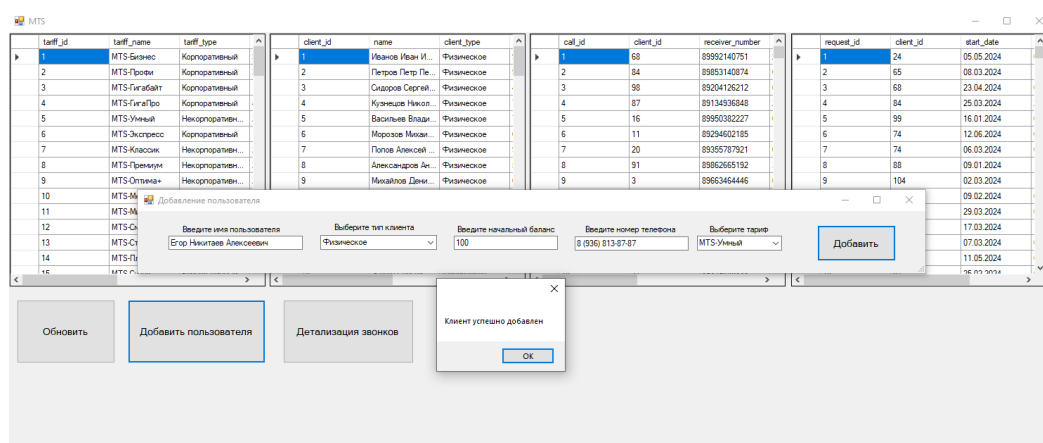 MTS
tariff_id tariff_name tariff_type
1 MTS-Бизнес Корпоративный
2 MTS-Профи Корпоративный
3 MTS-Гигабайт Корпоративный
4 MTS-ГигаПро Корпоративный
5 MTS-Умный Некорпоративн...
6 MTS-Экспресс Корпоративный
7 MTS-Классик Некорпоративн...
8 MTS-Премиум Некорпоративн...
9 MTS-Оптима+ Некорпоративн...
10
11
12
13
14
client_id name client_type
1 Иванов Иван И... Физическое
2 Петров Петр Пе... Физическое
3 Сидоров Сергей... Физическое
4 Кузнецов Никол... Физическое
5 Васильев Влади... Физическое
6 Морозов Михаи... Физическое
7 Попов Алексей ... Физическое
8 Александров Ан... Физическое
9 Михайлов Дени... Физическое
call_id client_id receiver_number
1 68 89992140751
2 84 89853140874
3 98 89204126212
4 87 89134936848
5 16 89950382227
6 11 89294602185
7 20 89355787921
8 91 89862665192
9 3 89663464446
request_id client_id start_date
1 24 05.05.2024
2 65 08.03.2024
3 68 23.04.2024
4 84 25.03.2024
5 99 16.01.2024
6 74 12.06.2024
7 74 06.03.2024
8 88 09.01.2024
9 104 02.03.2024
09.02.2024
29.03.2024
17.03.2024
07.03.2024
11.05.2024
Добавление пользователя
Введите имя пользователя Выберите тип клиента Введите начальный баланс Введите номер телефона Выберите тариф
Егор Никитаев Алексеевич Физическое 100 8 (936) 813-87-87 MTS-Умный
Добавить
Клиент успешно добавлен
OK
Обновить Добавить пользователя Детализация звонков